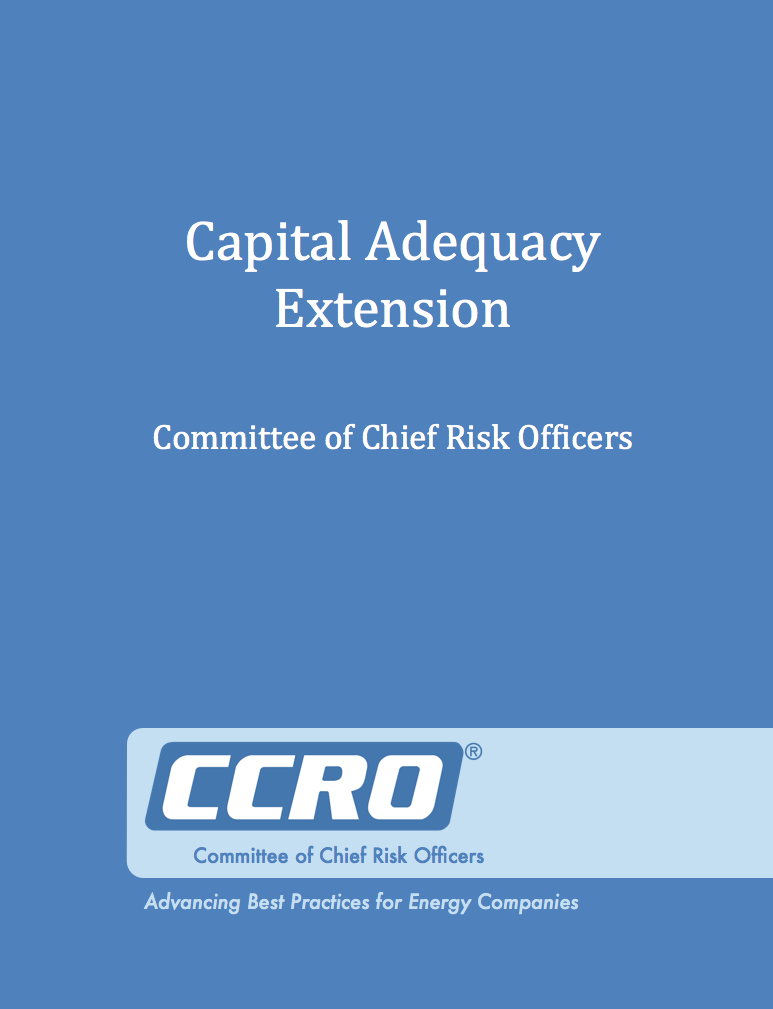 Capital Adequacy
Extension
Committee of Chief Risk Officers
CCRO®
Committee of Chief Risk Officers
Advancing Best Practices for Energy Companies